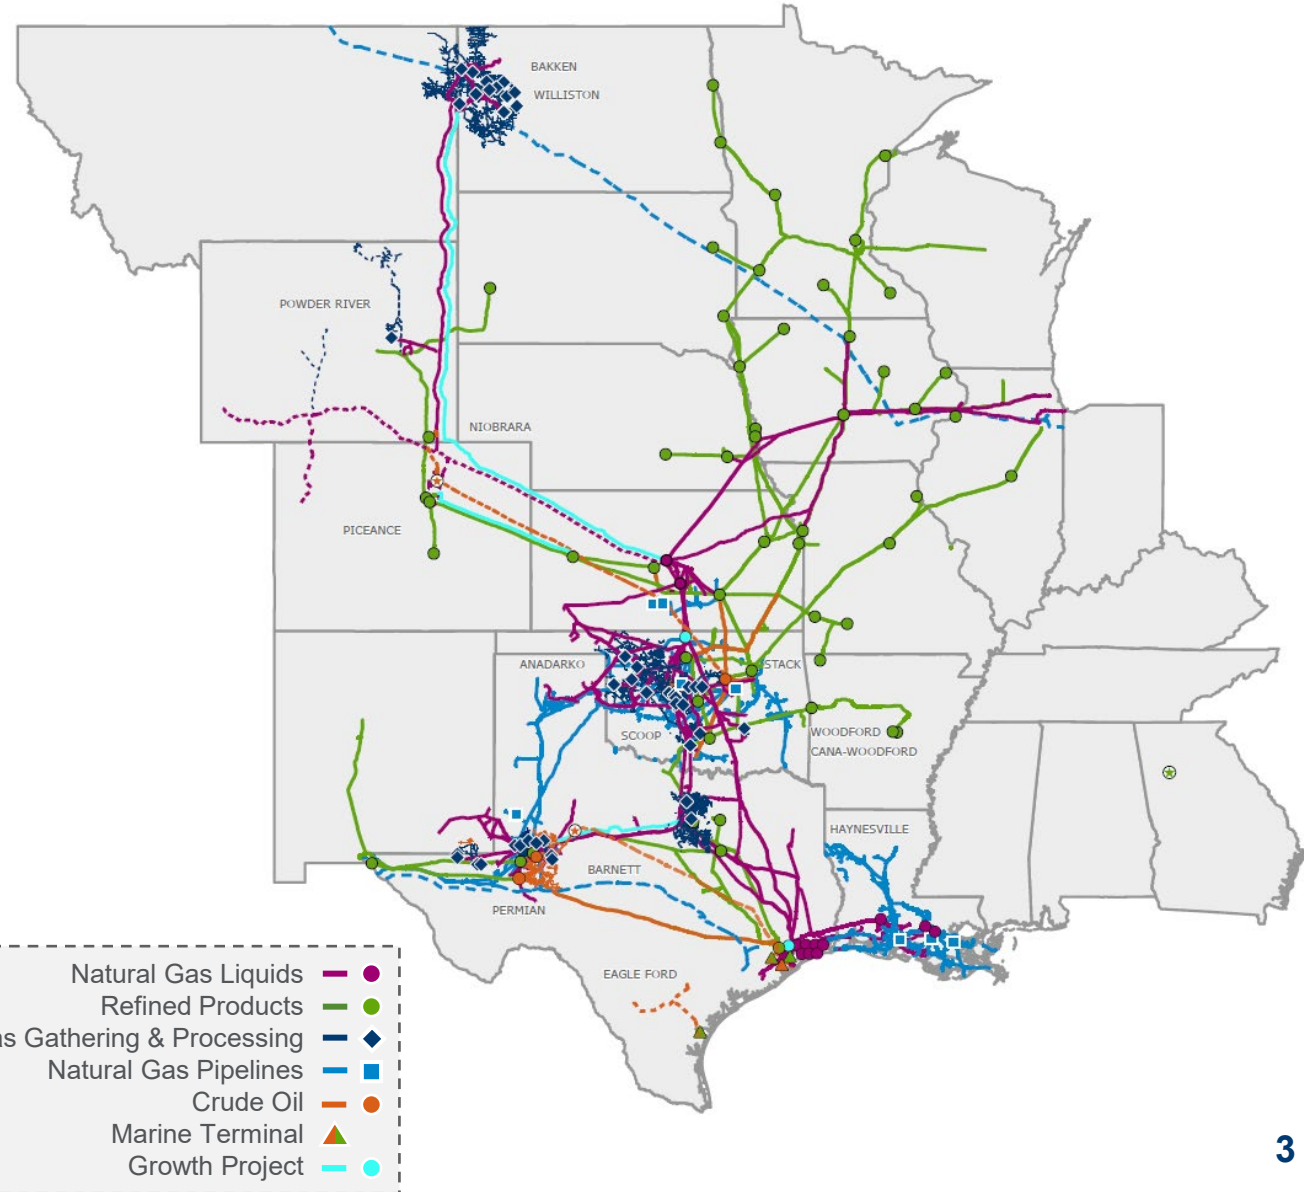 BAKKEN
WILLISTON
POWDER RIVER
NIOBRARA
PICEANCE
ANADARKO
STACK
SCOOP
WOODFORD
CANA-WOODFORD
HAYNESVILLE
BARNETT
PERMIAN
EAGLE FORD
Natural Gas Liquids
Refined Products
as Gathering & Processing
Natural Gas Pipelines
Crude Oil
Marine Terminal
Growth Project
3